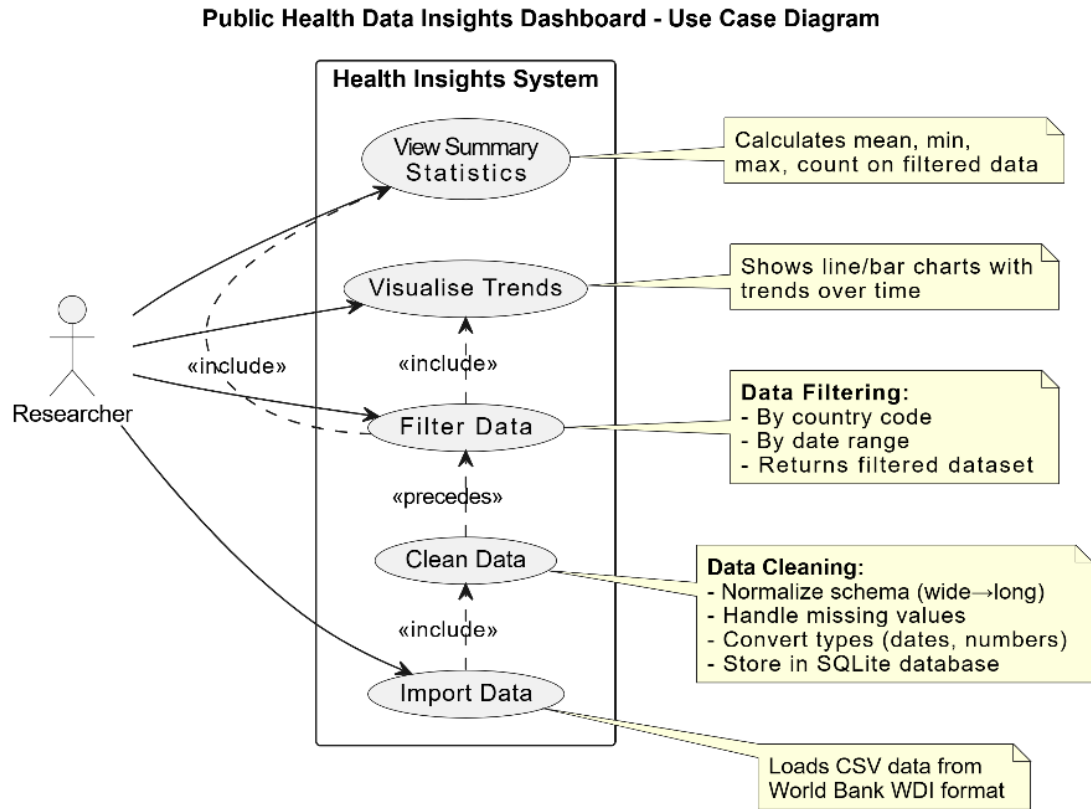 Public Health Data Insights Dashboard - Use Case Diagram
Health Insights System
View Summary
Statistics
Calculates mean, min,
max, count on filtered data
Visualise Trends
Shows line/bar charts with
trends over time
«include»
«include»
Researcher
Filter Data
Data Filtering:
- By country code
- By date range
- Returns filtered dataset
«precedes»
Clean Data
Data Cleaning:
- Normalize schema (wide→long)
- Handle missing values
- Convert types (dates, numbers)
- Store in SQLite database
«include»
Import Data
Loads CSV data from
World Bank WDI format